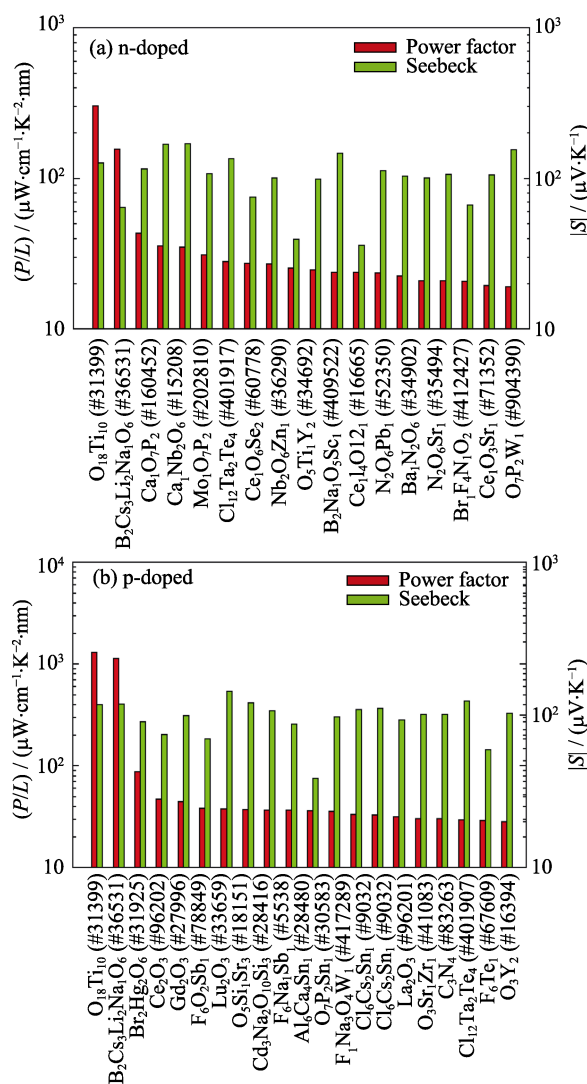 10³
10³
(a) n-doped
Power factor
Seebeck
10²
10²
(P/L) / (μW·cm⁻¹·K⁻²·nm)
|S| / (μV·K⁻¹)
10
10
O₁₈Ti₁₀ (#31399)
B₂Cs₃Li₂Na₁O₆ (#36531)
Ca₁O₇P₂ (#160452)
Ca₁Nb₂O₆ (#15208)
Mo₁O₇P₂ (#202810)
Cl₁₂Ta₂Te₄ (#401917)
Ce₁O₆Se₂ (#60778)
Nb₂O₆Zn₁ (#36290)
O₅Ti₁Y₂ (#34692)
B₂Na₁O₅Sc₁ (#409522)
Ce₁L4O12₁ (#16665)
N₂O₆Pb₁ (#52350)
Ba₁N₂O₆ (#34902)
N₂O₆Sr₁ (#35494)
Br₁F₄N₁O₂ (#412427)
Ce₁O₃Sr₁ (#71352)
O₇P₂W₁ (#904390)
10⁴
10³
(b) p-doped
Power factor
Seebeck
10³
10²
10²
(P/L) / (μW·cm⁻¹·K⁻²·nm)
|S| / (μV·K⁻¹)
10
10
O₁₈Ti₁₀ (#31399)
B₂Cs₃Li₂Na₁O₆ (#36531)
Br₂Hg₂O₆ (#31925)
Ce₂O₃ (#96202)
Gd₂O₃ (#27996)
F₆O₂Sb₁ (#78849)
Lu₂O₃ (#33659)
O₅Si₁Sr₃ (#18151)
Cd₃Na₂O₁₀Si₃ (#28416)
F₆Na₁Sb₁ (#5538)
Al₆Ca₄Sn₁ (#28480)
O₇P₂Sn₁ (#30583)
F₁Na₃O₄W₁ (#417289)
Cl₆Cs₂Sn₁ (#9032)
Cl₆Cs₂Sn₁ (#9032)
La₂O₃ (#96201)
O₃Sr₁Zr₁ (#41083)
C₃N₄ (#83263)
Cl₁₂Ta₂Te₄ (#401907)
F₆Te₁ (#67609)
O₃Y₂ (#16394)